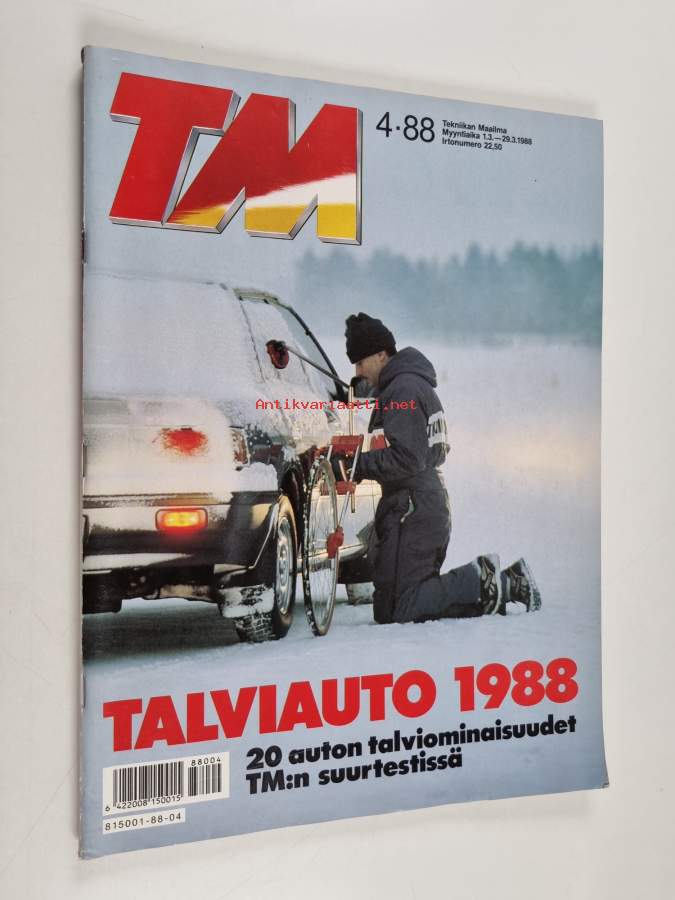 TM
4·88
Tekniikan Maailma
Myyntiaika 1.3.—29.3.1988
Irtonumero 22,50
Antikvariaatti.net
TALVIAUTO 1988
20 auton talviominaisuudet
TM:n suurtestissä
88004
6 422008 150015
815001-88-04